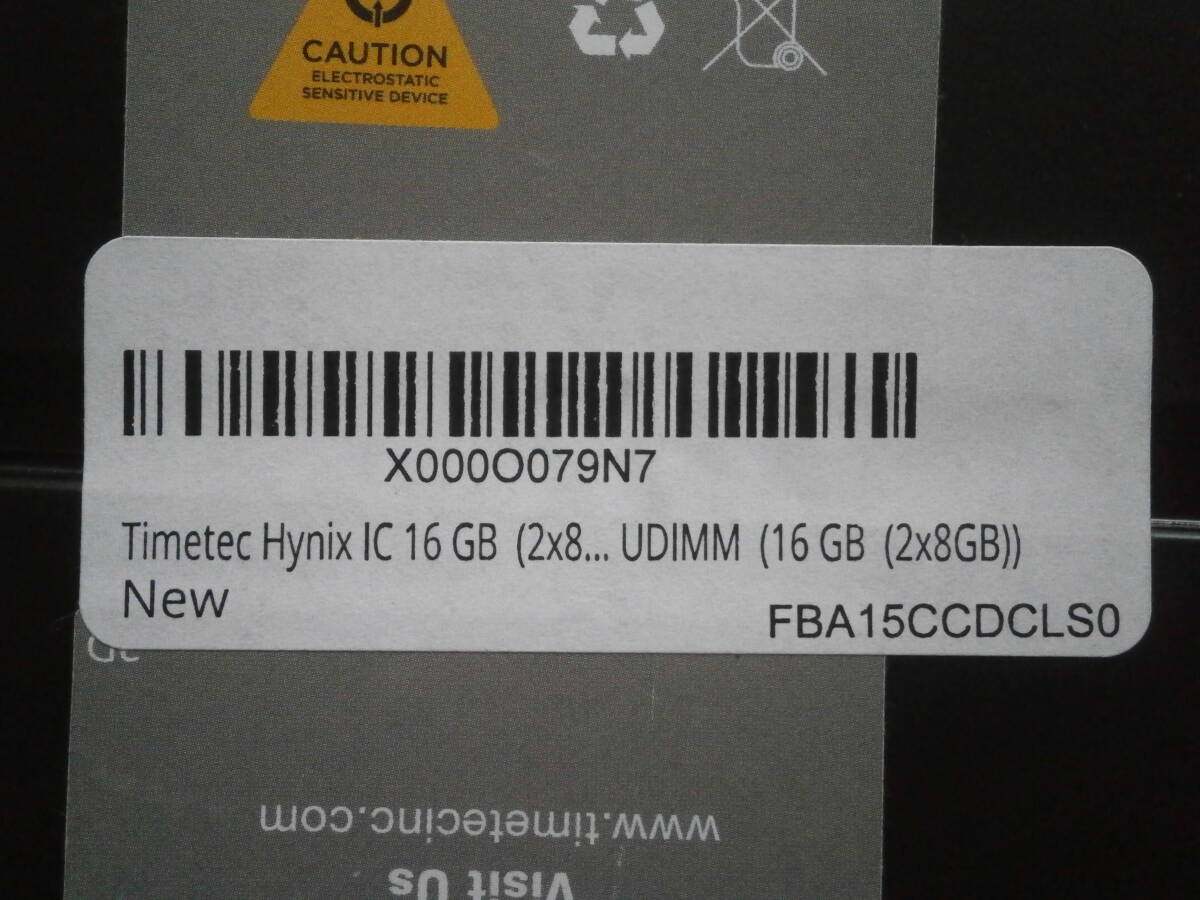 CAUTION
ELECTROSTATIC
SENSITIVE DEVICE
X000O079N7
Timetec Hynix IC 16 GB (2x8... UDIMM (16 GB (2x8GB))
New
FBA15CCDCLS0
www.timetecinc.com
Visit Us